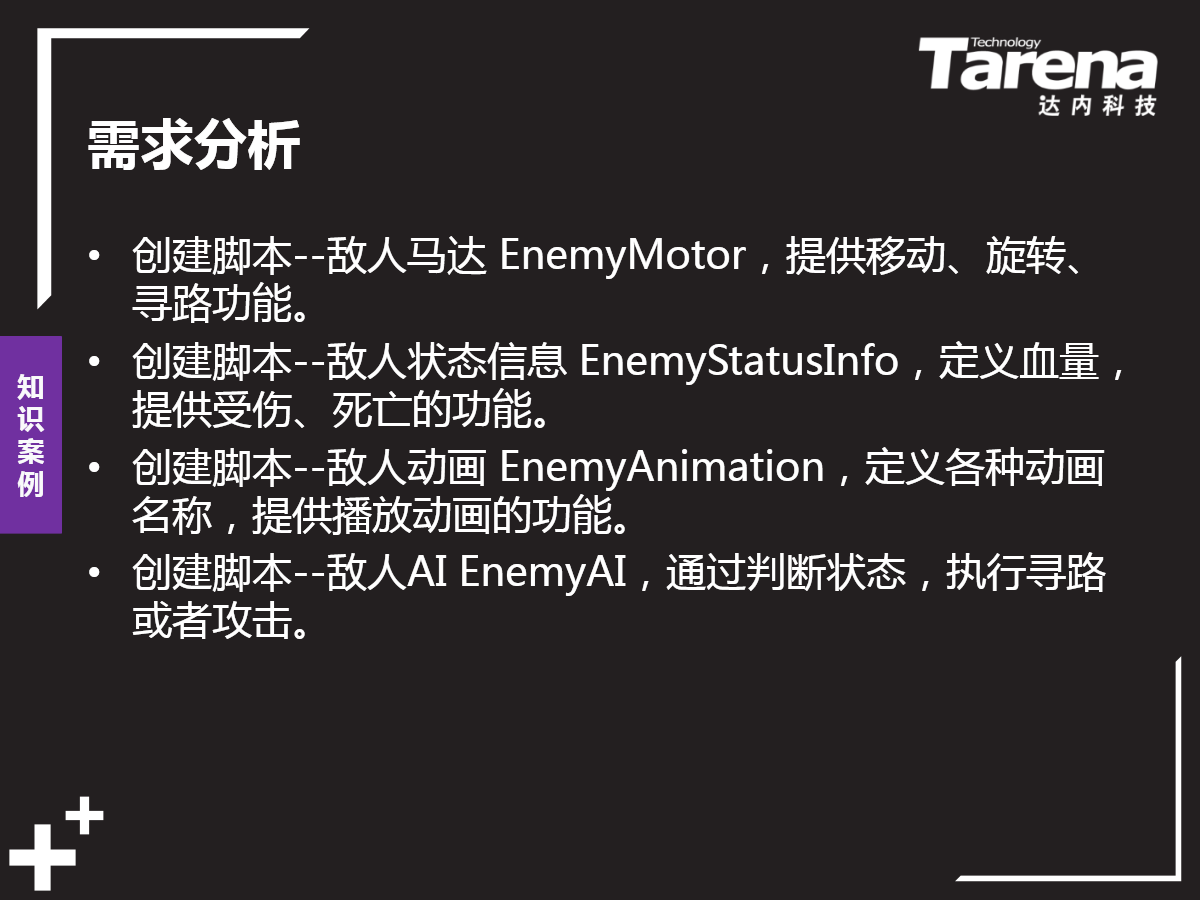 Technology
Tarena
达内科技
需求分析
• 创建脚本--敌人马达 EnemyMotor，提供移动、旋转、
寻路功能。
• 创建脚本--敌人状态信息 EnemyStatusInfo，定义血量，
提供受伤、死亡的功能。
• 创建脚本--敌人动画 EnemyAnimation，定义各种动画
名称，提供播放动画的功能。
• 创建脚本--敌人AI EnemyAI，通过判断状态，执行寻路
或者攻击。
知
识
案
例